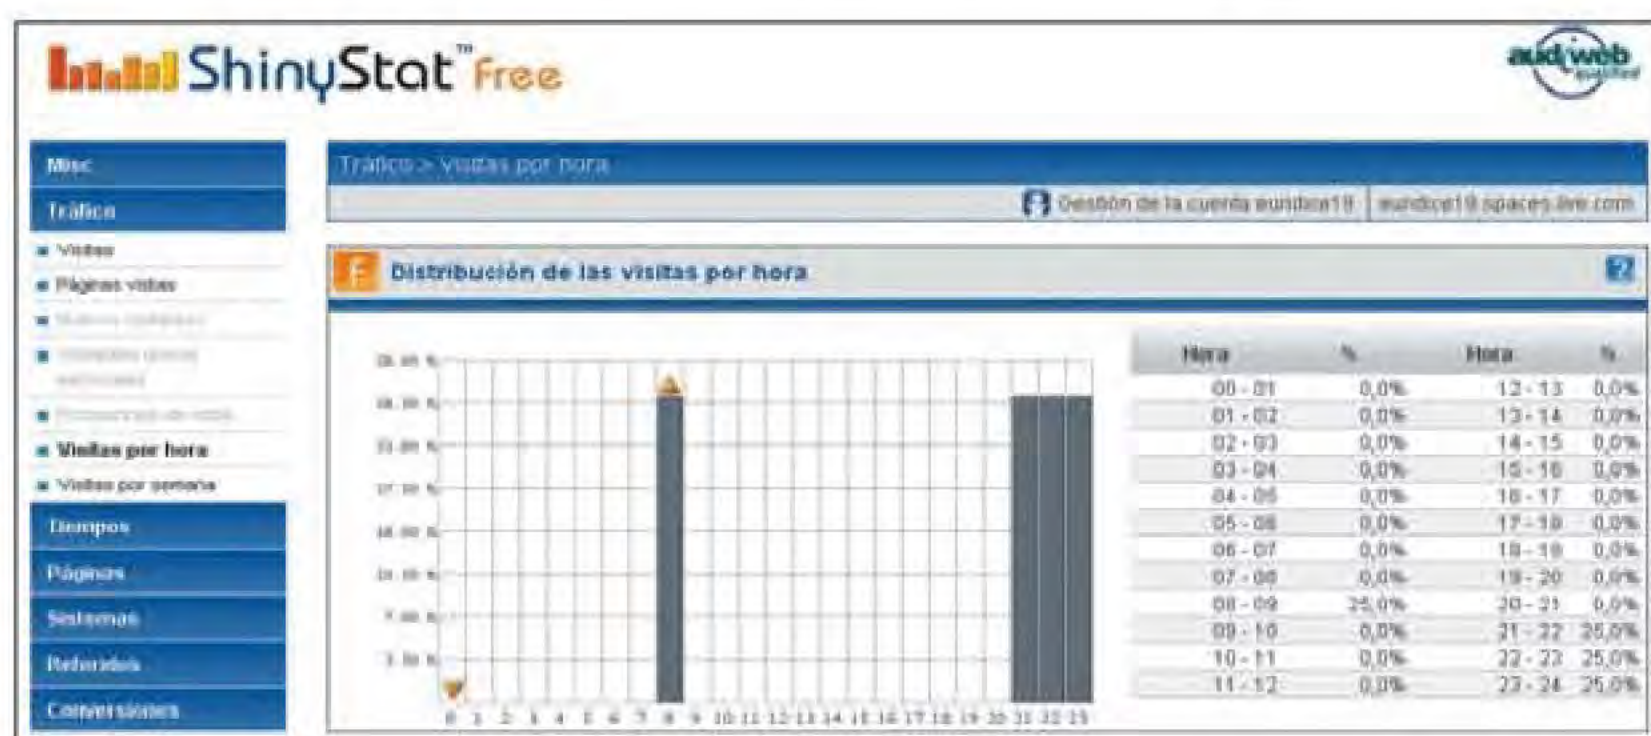 ShinyStat™ Free
audiweb
Misc
Tráfico
Visitas
Páginas vistas
Visitas por hora
Visitas por semana
Tiempos
Páginas
Sistemas
Referidos
Conversiones
Tráfico > Visitas por hora
Gestión de la cuenta euridice19
euridice19.spaces.live.com
F Distribución de las visitas por hora ?
0 1 2 3 4 5 6 7 8 9 10 11 12 13 14 15 16 17 18 19 20 21 22 23
Hora % Hora %
00 - 01 0,0% 12 - 13 0,0%
01 - 02 0,0% 13 - 14 0,0%
02 - 03 0,0% 14 - 15 0,0%
03 - 04 0,0% 15 - 16 0,0%
04 - 05 0,0% 16 - 17 0,0%
05 - 06 0,0% 17 - 18 0,0%
06 - 07 0,0% 18 - 19 0,0%
07 - 08 0,0% 19 - 20 0,0%
08 - 09 25,0% 20 - 21 0,0%
09 - 10 0,0% 21 - 22 25,0%
10 - 11 0,0% 22 - 23 25,0%
11 - 12 0,0% 23 - 24 25,0%